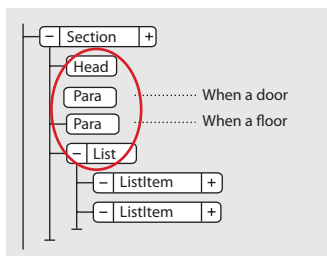 − Section +
Head
Para When a door
Para When a floor
− List
− ListItem +
− ListItem +